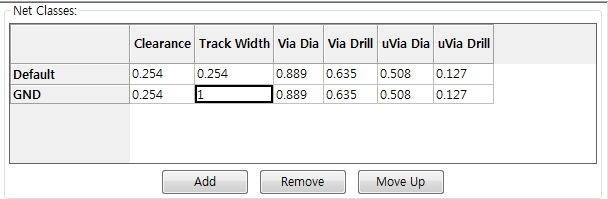 Net Classes:
Clearance Track Width Via Dia Via Drill uVia Dia uVia Drill
Default 0.254 0.254 0.889 0.635 0.508 0.127
GND 0.254 1 0.889 0.635 0.508 0.127
Add Remove Move Up